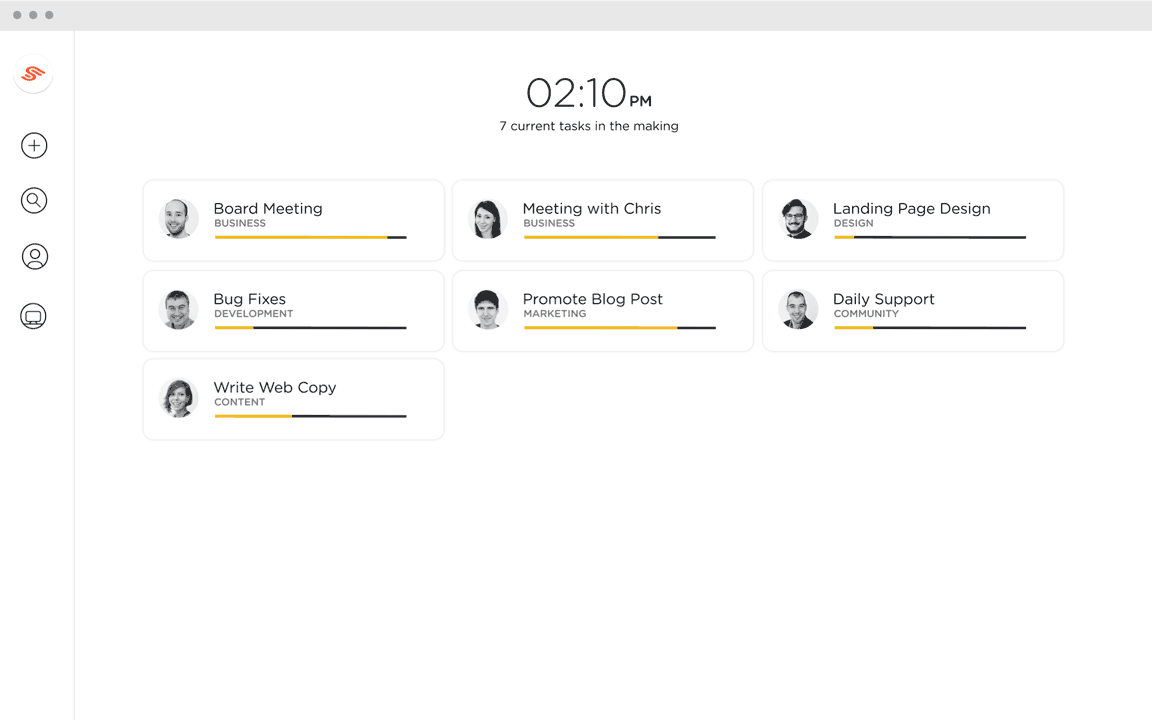 02:10 PM
7 current tasks in the making
Board Meeting
BUSINESS
Meeting with Chris
BUSINESS
Landing Page Design
DESIGN
Bug Fixes
DEVELOPMENT
Promote Blog Post
MARKETING
Daily Support
COMMUNITY
Write Web Copy
CONTENT